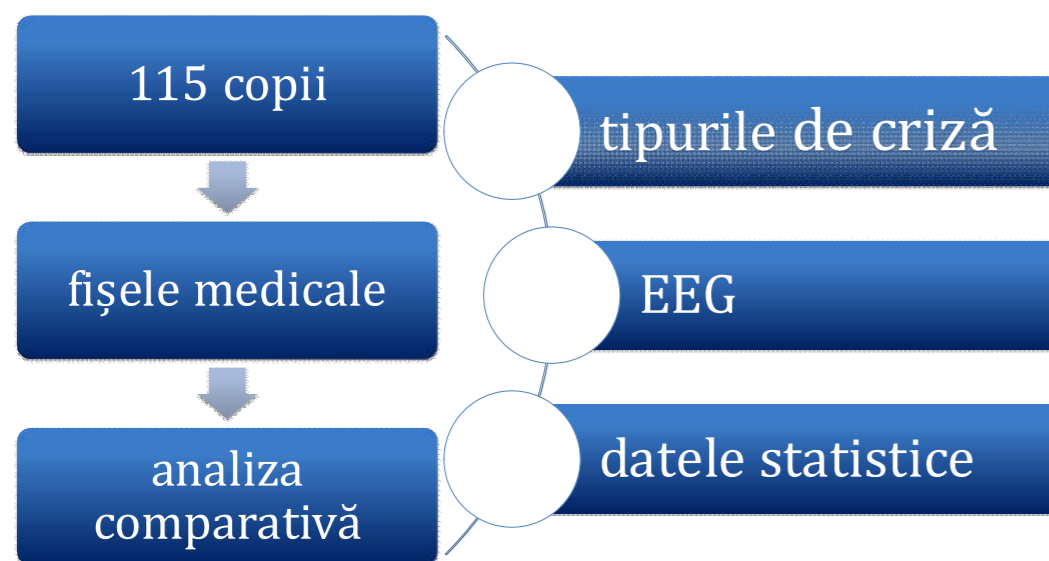 115 copii
fișele medicale
analiza
comparativă
tipurile de criză
EEG
datele statistice